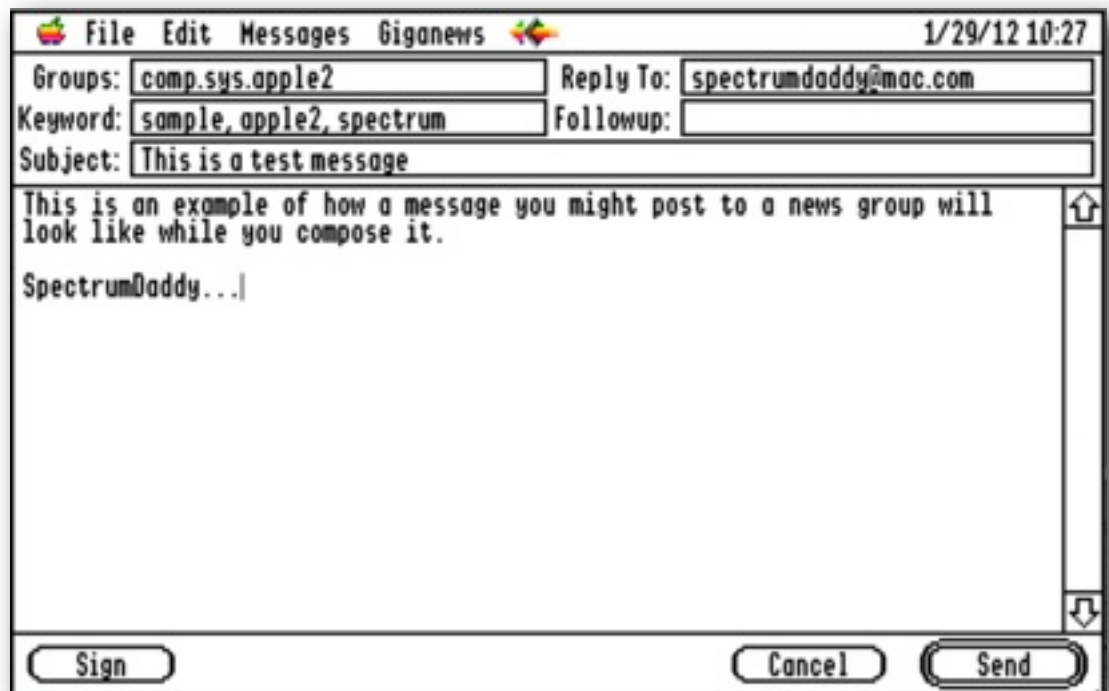 File Edit Messages Giganews 1/29/12 10:27
Groups: comp.sys.apple2 Reply To: spectrumdaddy@mac.com
Keyword: sample, apple2, spectrum Followup:
Subject: This is a test message
This is an example of how a message you might post to a news group will
look like while you compose it.
SpectrumDaddy...
Sign Cancel Send